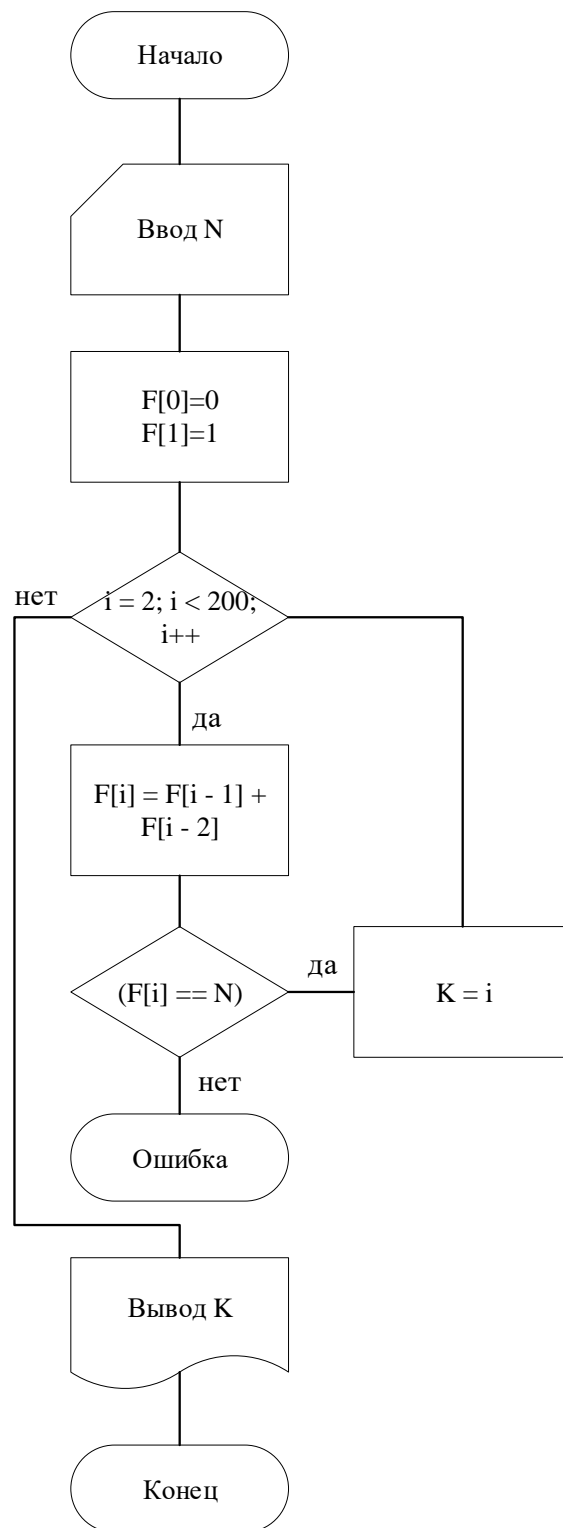 Начало
Ввод N
F[0]=0
F[1]=1
нет
i = 2; i < 200;
i++
да
F[i] = F[i - 1] +
F[i - 2]
(F[i] == N)
да
K = i
нет
Ошибка
Вывод K
Конец